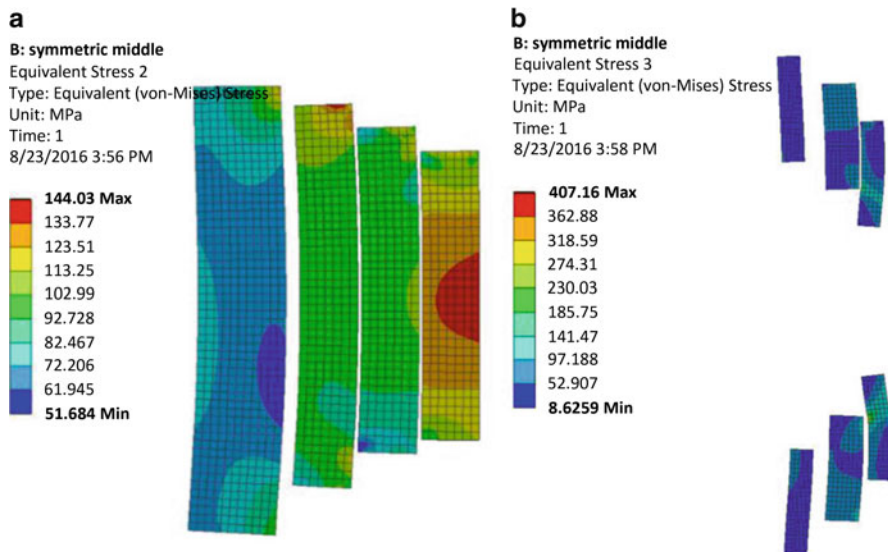 a
B: symmetric middle
Equivalent Stress 2
Type: Equivalent (von-Mises) Stress
Unit: MPa
Time: 1
8/23/2016 3:56 PM
144.03 Max
133.77
123.51
113.25
102.99
92.728
82.467
72.206
61.945
51.684 Min
b
B: symmetric middle
Equivalent Stress 3
Type: Equivalent (von-Mises) Stress
Unit: MPa
Time: 1
8/23/2016 3:58 PM
407.16 Max
362.88
318.59
274.31
230.03
185.75
141.47
97.188
52.907
8.6259 Min